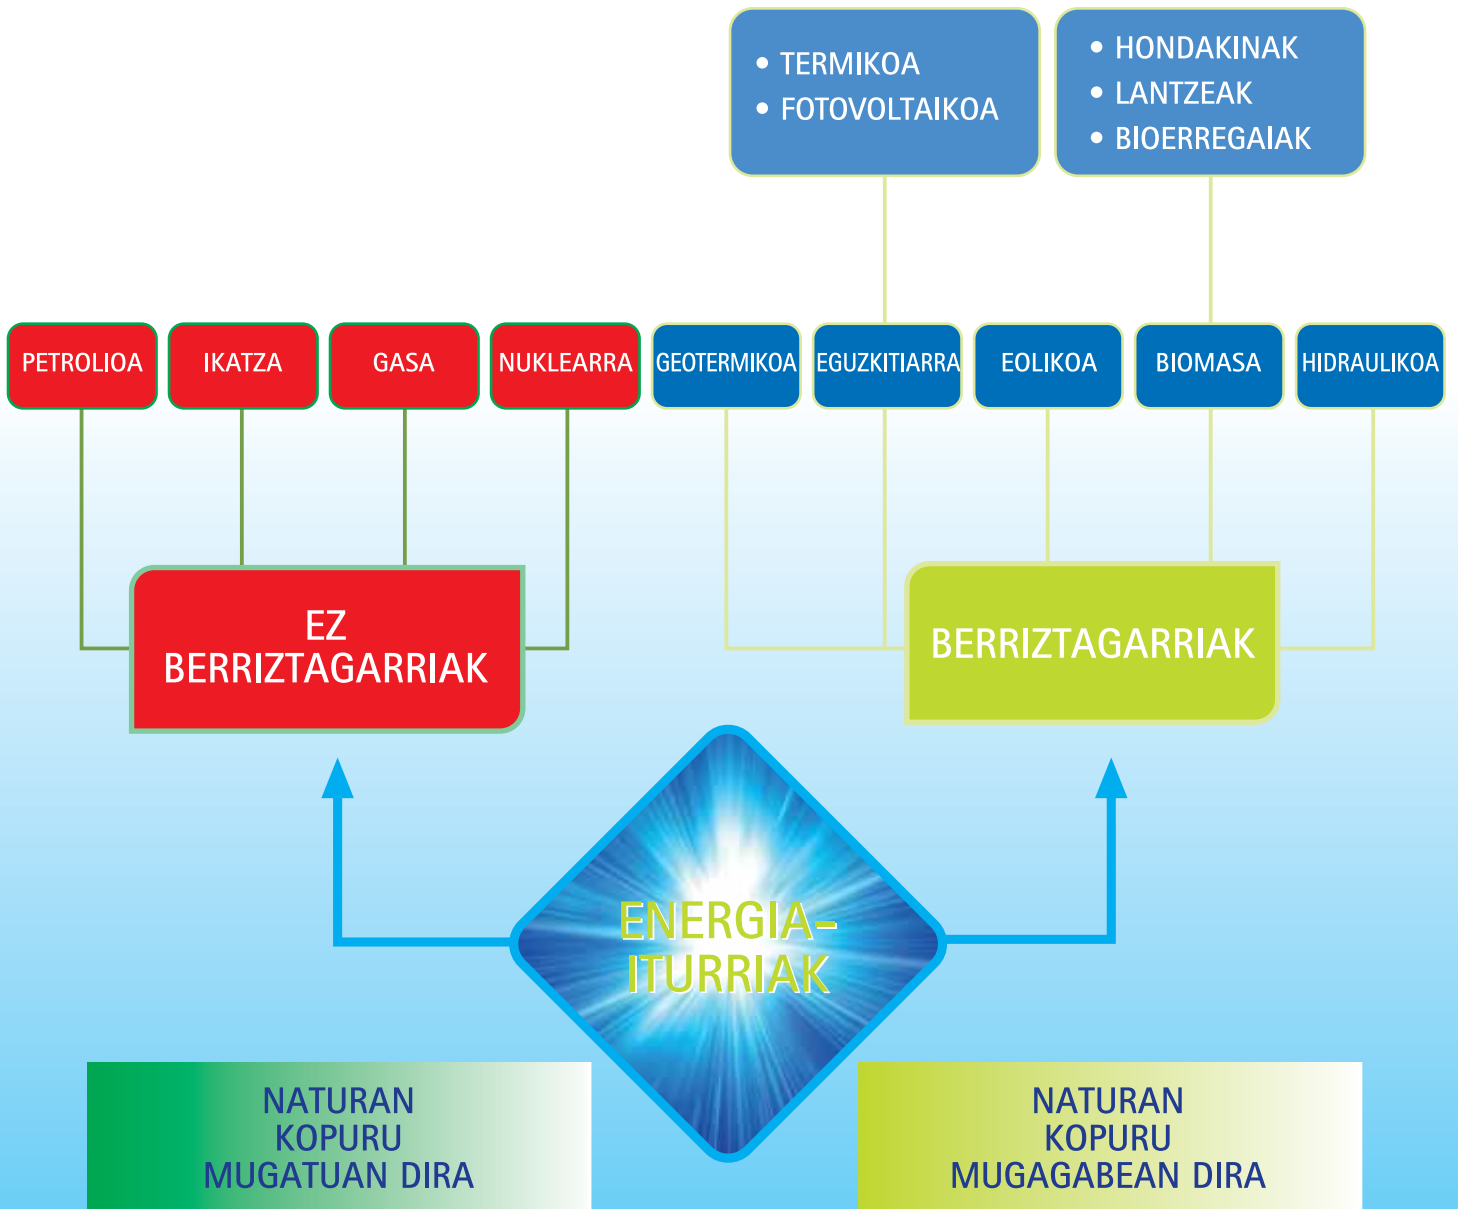 • TERMIKOA
• FOTOVOLTAIKOA
• HONDAKINAK
• LANTZEAK
• BIOERREGAIAK
PETROLIOA
IKATZA
GASA
NUKLEARRA
GEOTERMIKOA
EGUZKITIARRA
EOLIKOA
BIOMASA
HIDRAULIKOA
EZ
BERRIZTAGARRIAK
BERRIZTAGARRIAK
ENERGIA-
ITURRIAK
NATURAN
KOPURU
MUGATUAN DIRA
NATURAN
KOPURU
MUGAGABEAN DIRA